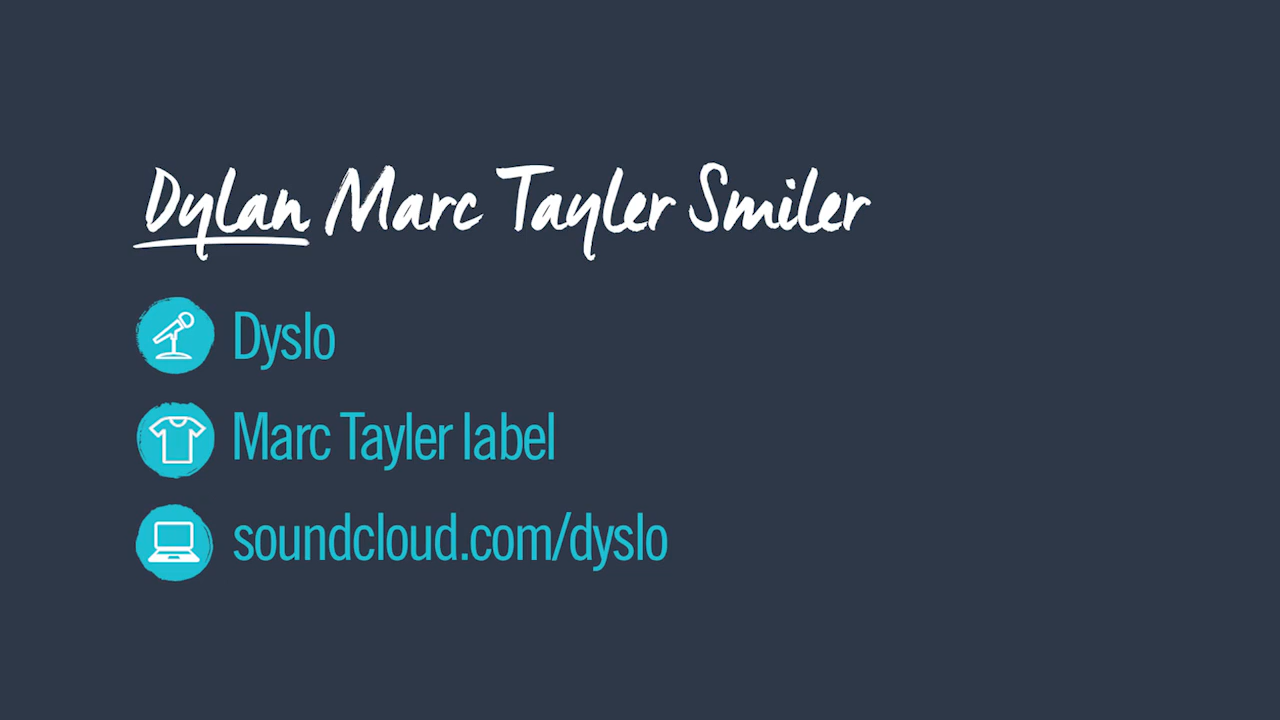 Dylan Marc Tayler Smiler
Dyslo
Marc Tayler label
soundcloud.com/dyslo